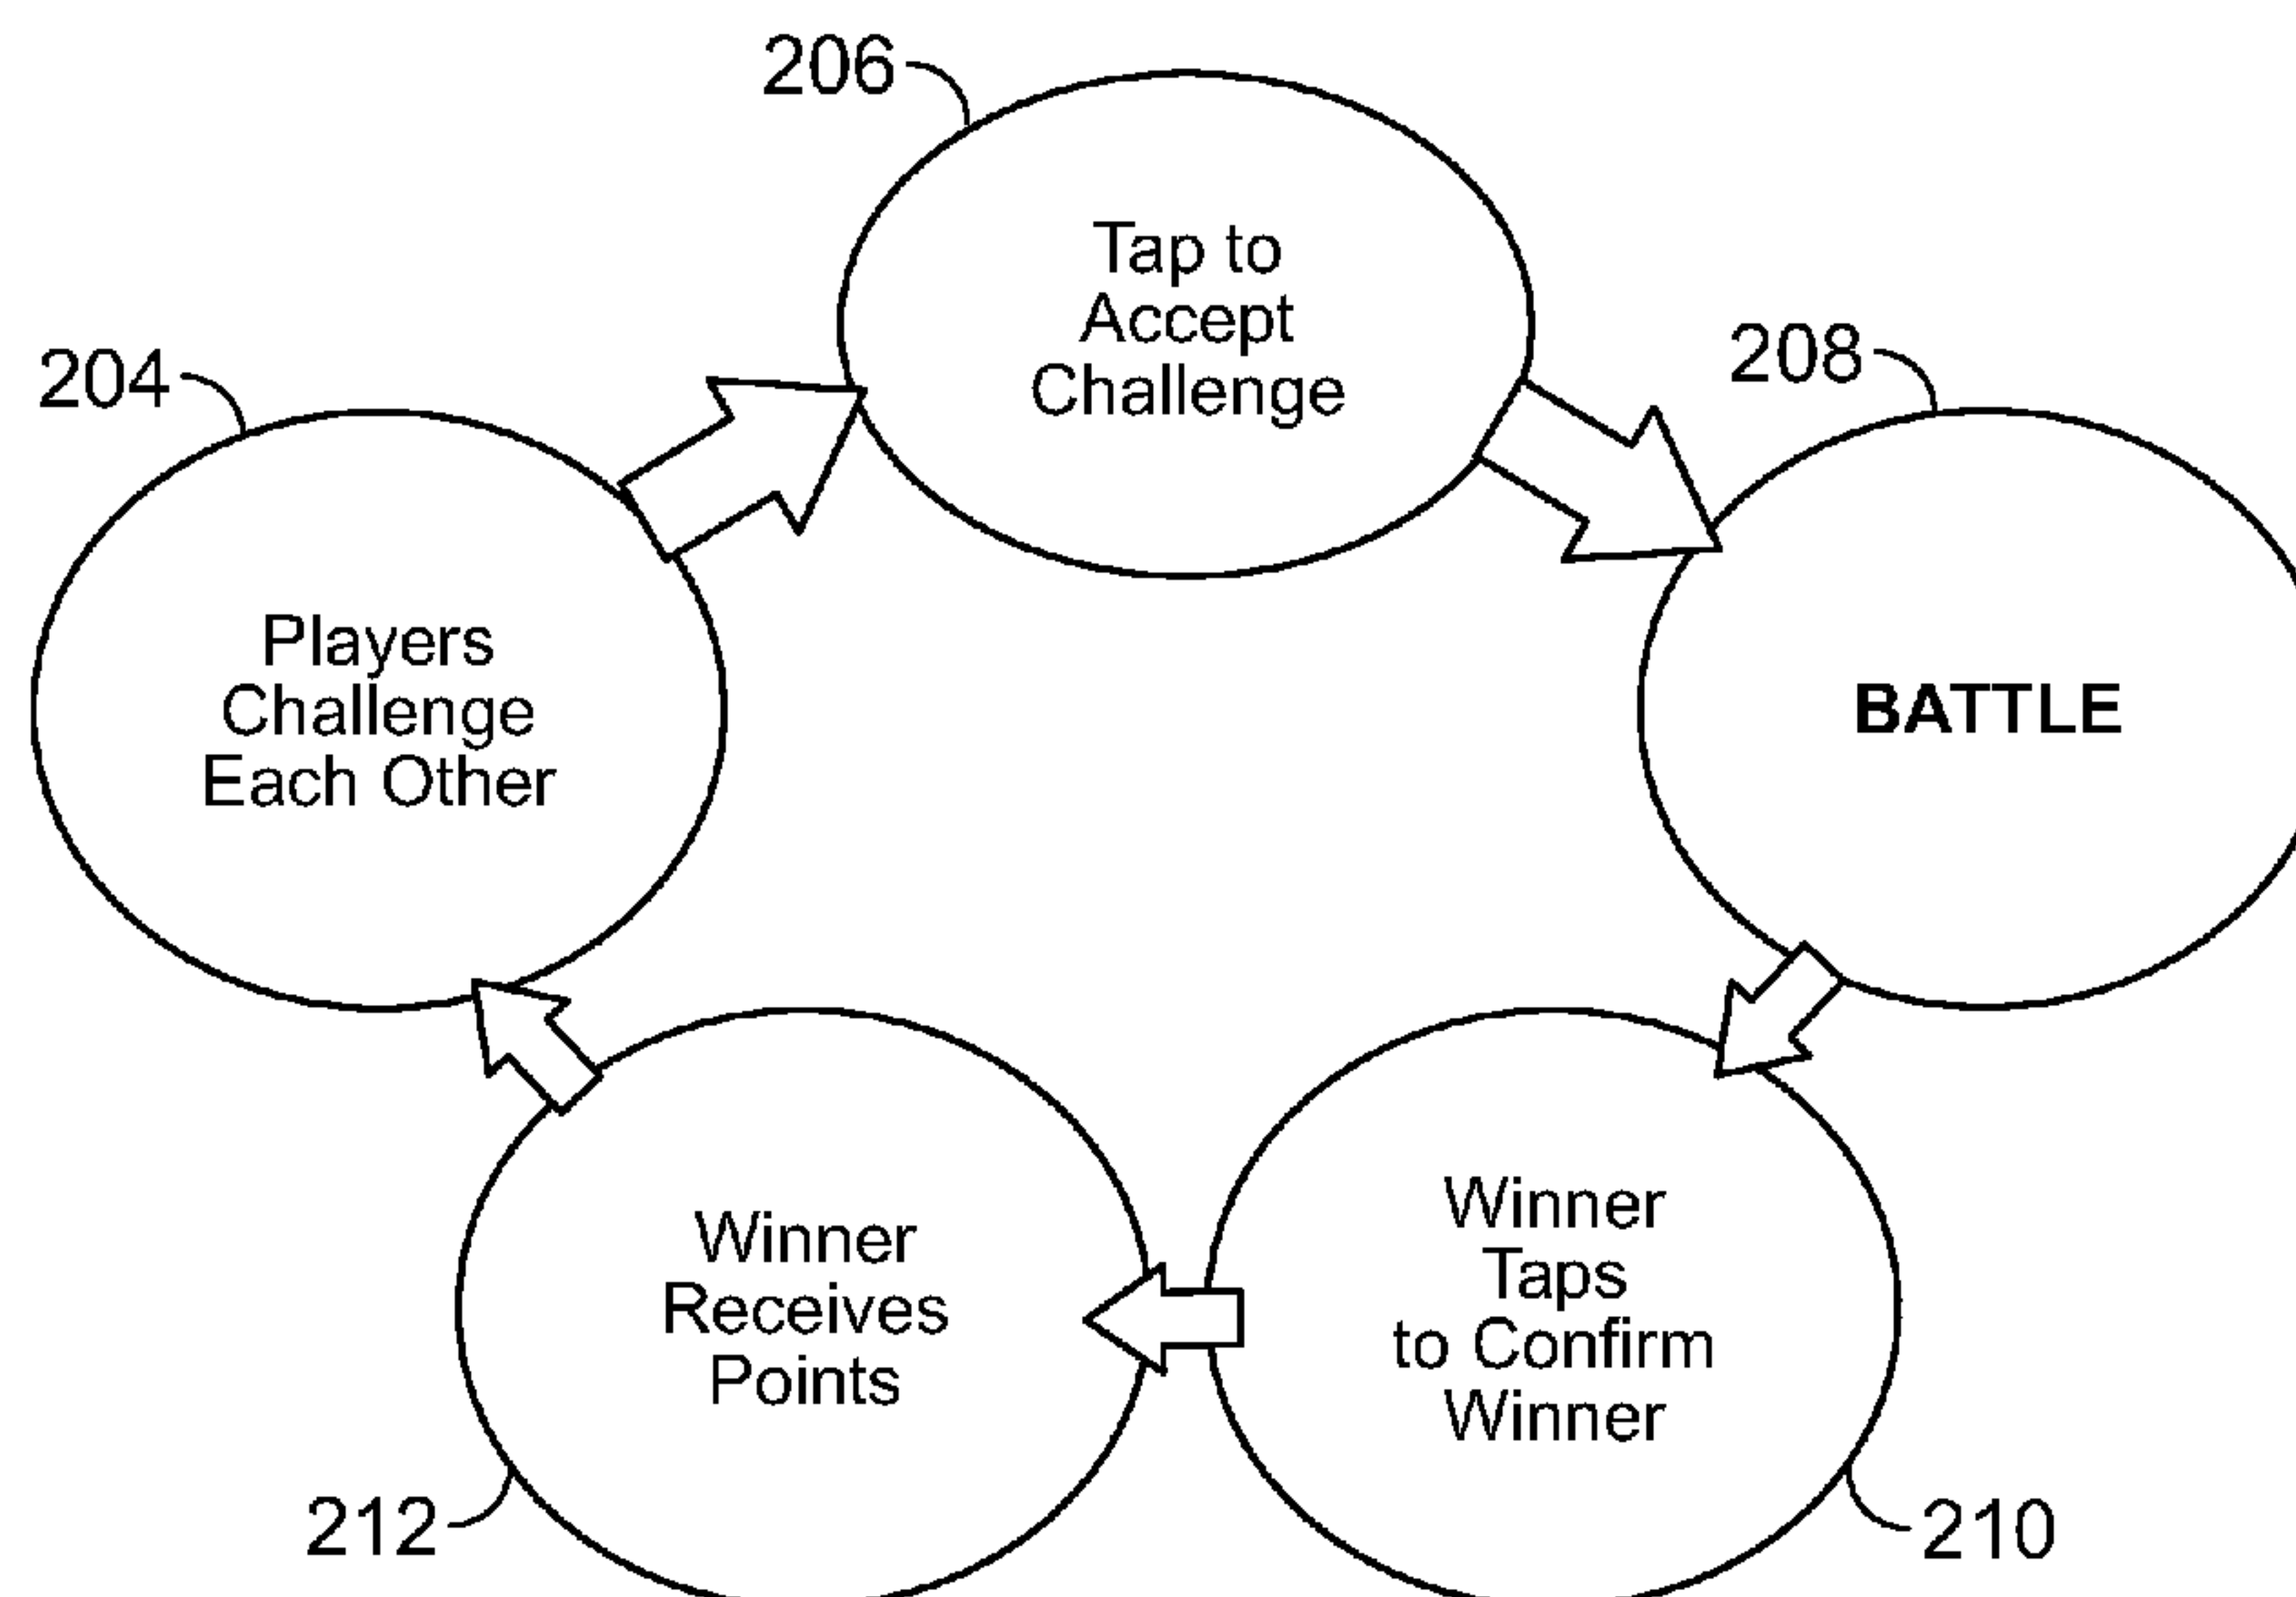 206
Tap to
Accept
Challenge
204
208
Players
Challenge
Each Other
BATTLE
Winner
Receives
Points
Winner
Taps
to Confirm
Winner
212
210